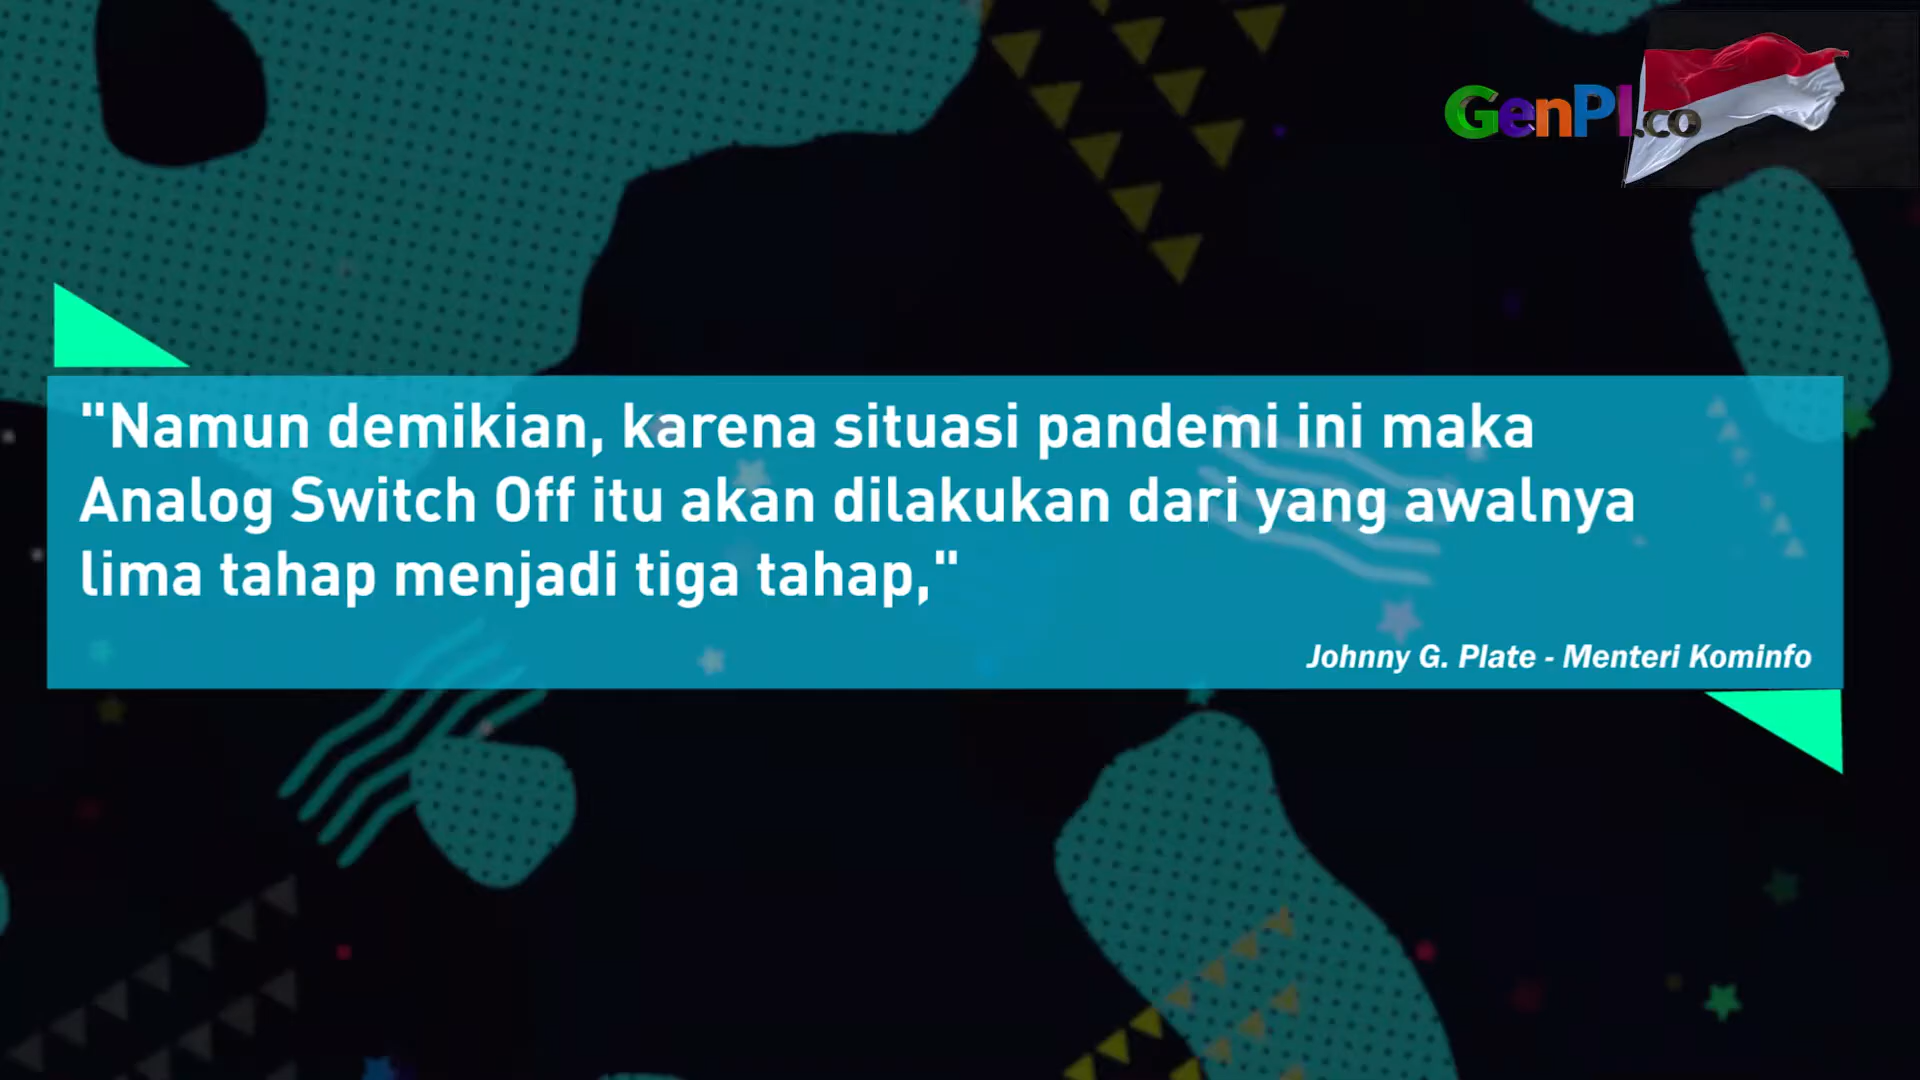 GenPI.co
"Namun demikian, karena situasi pandemi ini maka
Analog Switch Off itu akan dilakukan dari yang awalnya
lima tahap menjadi tiga tahap,"
Johnny G. Plate - Menteri Kominfo